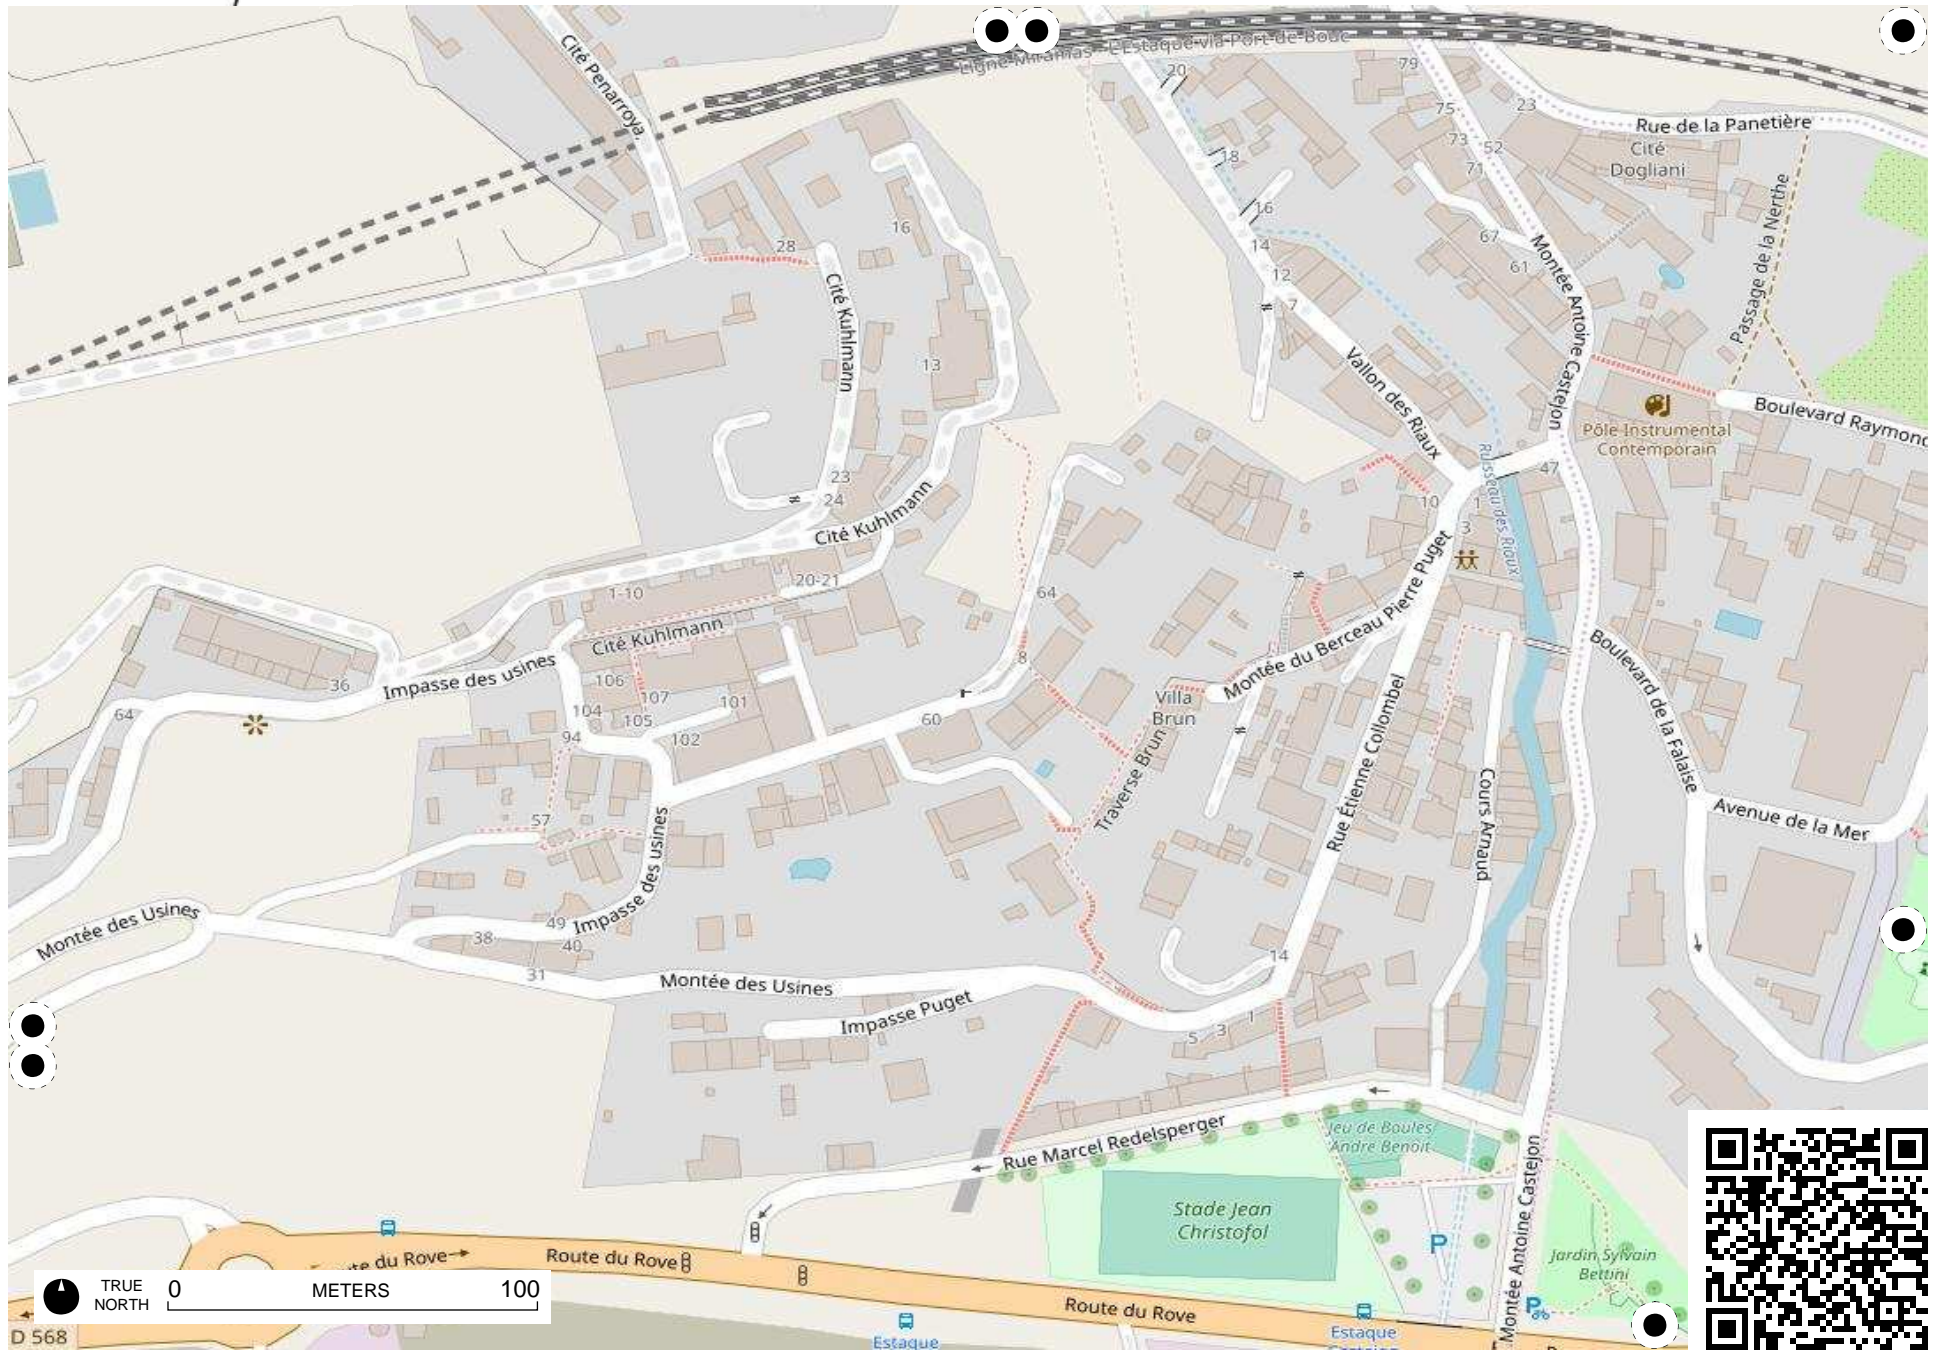 Cité Penarroya
Ligne Miramas - L'Estaque via Port-de-Bouc
20
79
75
73
52
71
23
Rue de la Panetière
Cité
Dogliani
18
16
14
12
7
67
61
Montée Antoine Castejon
Passage de la Nerthe
28
16
Cité Kuhlmann
13
Vallon des Riaux
Boulevard Raymond
Pôle Instrumental
Contemporain
47
Ruisseau des Riaux
23
24
Cité Kuhlmann
10
1
3
20-21
1-10
64
Cité Kuhlmann
Montée du Berceau Pierre Puget
Boulevard de la Falaise
8
36
Impasse des usines
106
107
101
104
105
64
94
102
60
Villa
Brun
Traverse Brun
Rue Étienne Collombel
Cours Arnaud
Avenue de la Mer
57
Impasse des usines
Montée des Usines
49
38
40
31
14
Montée des Usines
Impasse Puget
5
3
1
Rue Marcel Redelsperger
Jeu de Boules
Andre Benoit
Stade Jean
Christofol
P
Montée Antoine Castejon
Jardin Sylvain
Bettini
P
Route du Rove
Route du Rove
TRUE
NORTH
0
METERS
100
D 568
Estaque
Estaque